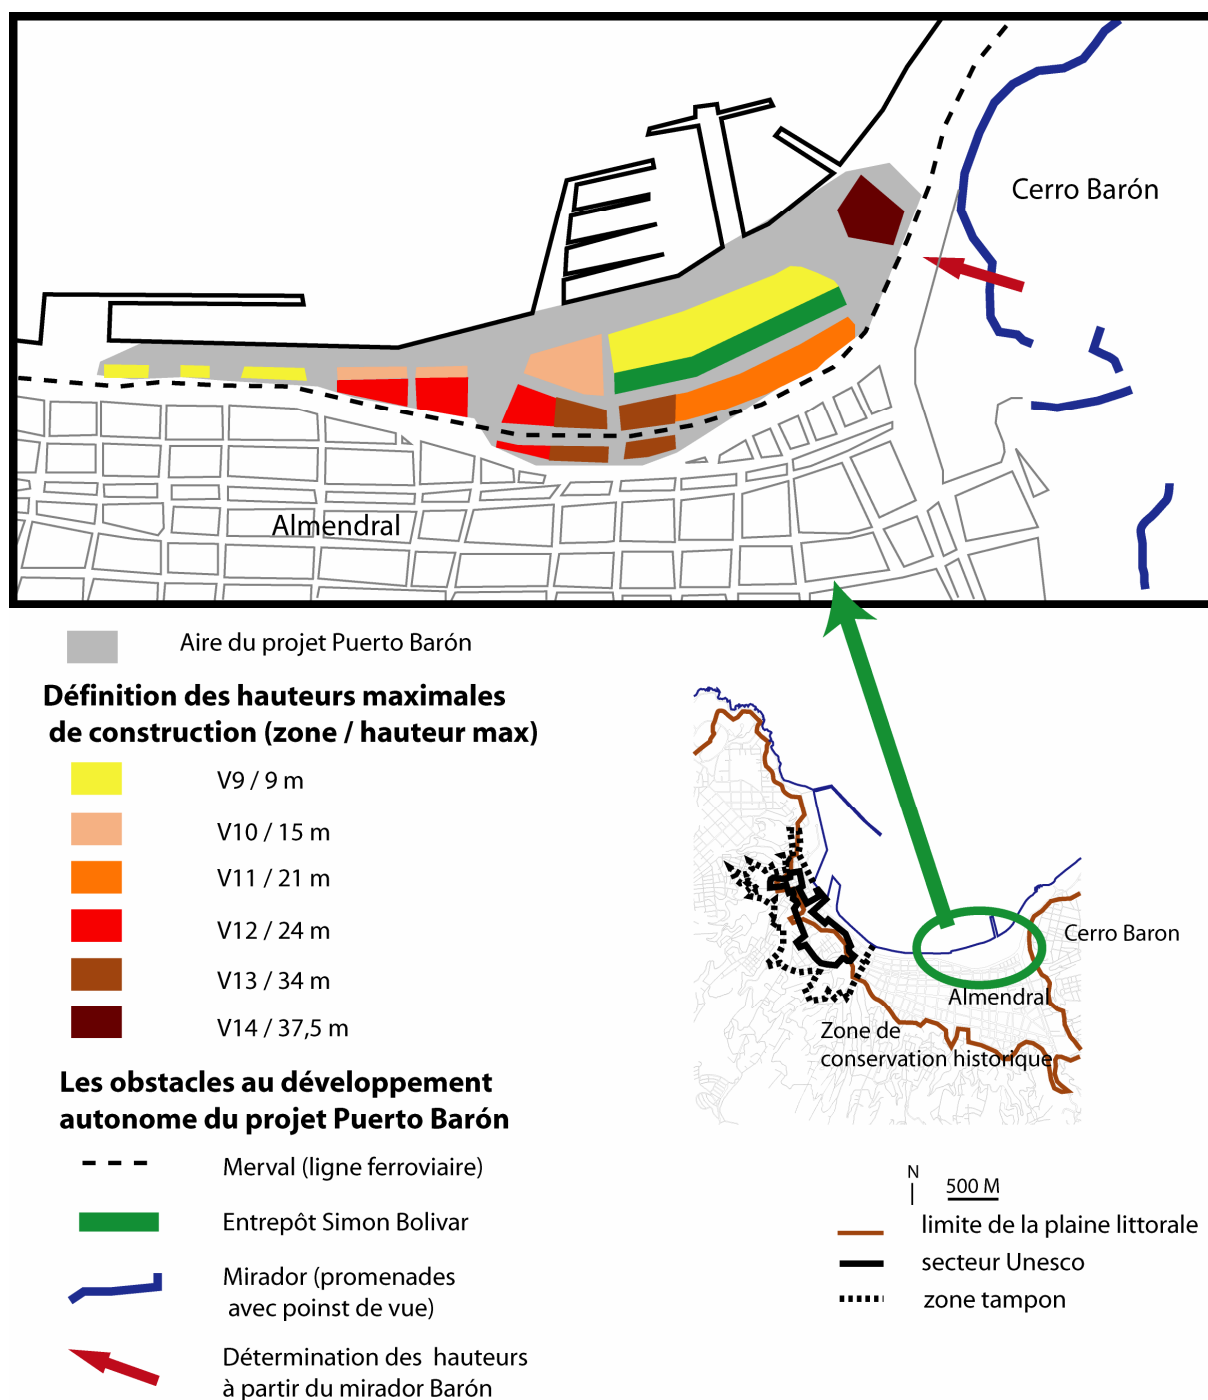 Cerro Barón
Almendral
Aire du projet Puerto Barón
Définition des hauteurs maximales
de construction (zone / hauteur max)
V9 / 9 m
V10 / 15 m
V11 / 21 m
V12 / 24 m
V13 / 34 m
V14 / 37,5 m
Les obstacles au développement
autonome du projet Puerto Barón
Merval (ligne ferroviaire)
Entrepôt Simon Bolivar
Mirador (promenades
avec poinst de vue)
Détermination des hauteurs
à partir du mirador Barón
Cerro Baron
Almendral
Zone de
conservation historique
N
500 M
limite de la plaine littorale
secteur Unesco
zone tampon